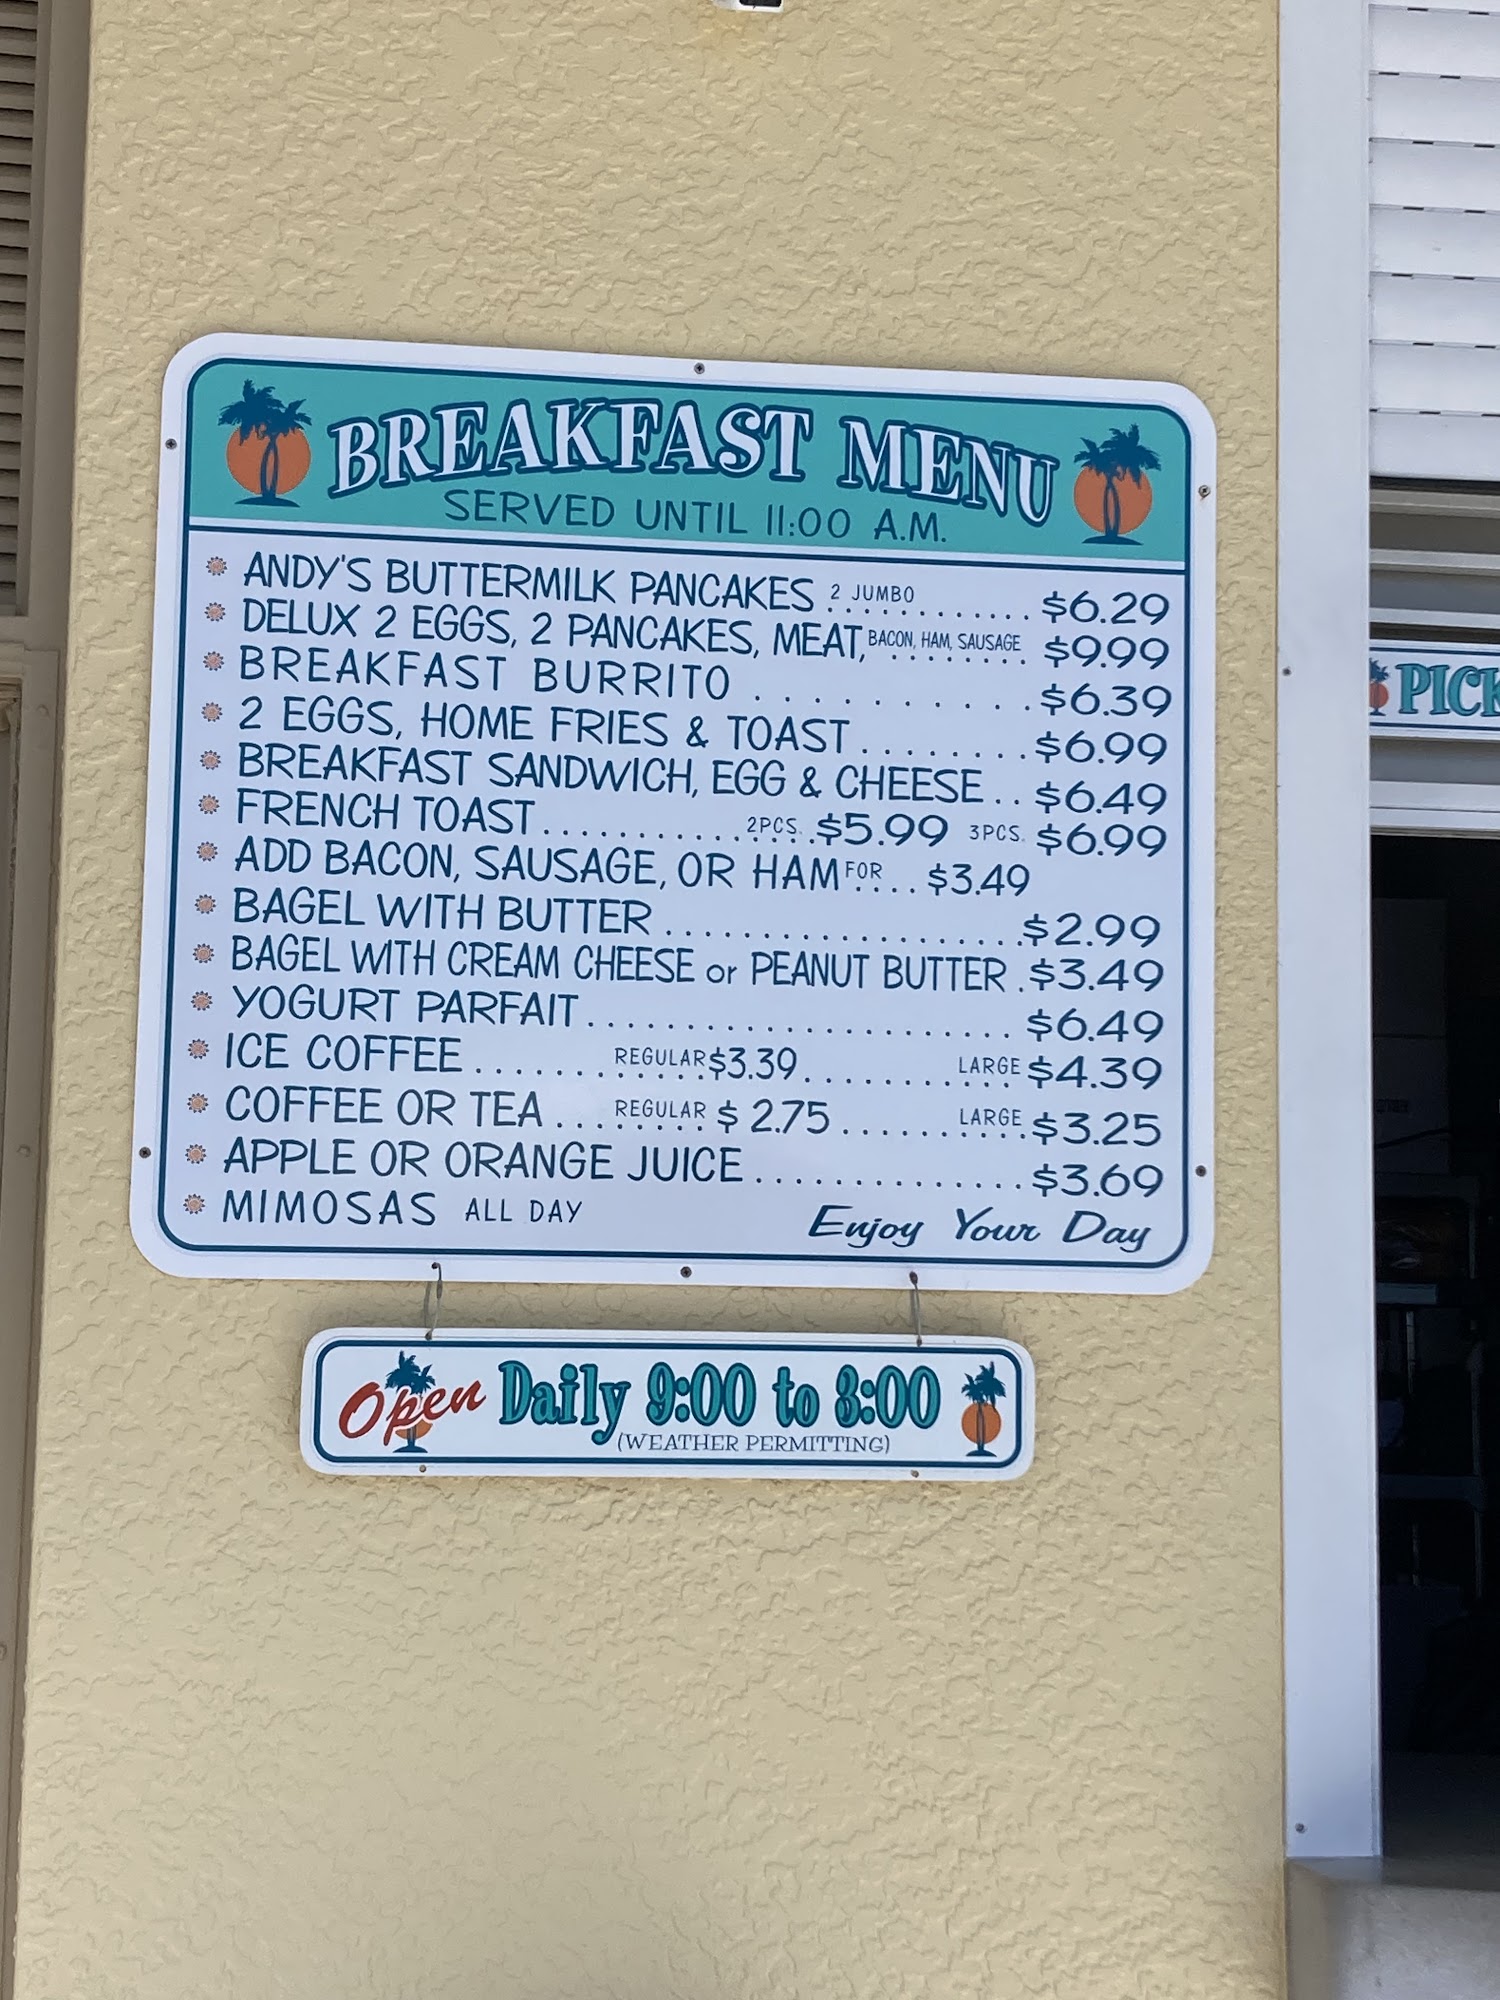 BREAKFAST MENU
SERVED UNTIL 11:00 A.M.
ANDY'S BUTTERMILK PANCAKES 2 JUMBO ............ $6.29
DELUX 2 EGGS, 2 PANCAKES, MEAT, BACON, HAM, SAUSAGE ......... $9.99
BREAKFAST BURRITO ........... $6.39
2 EGGS, HOME FRIES & TOAST ......... $6.99
BREAKFAST SANDWICH, EGG & CHEESE .. $6.49
FRENCH TOAST ............... 2PCS. $5.99 3PCS. $6.99
ADD BACON, SAUSAGE, OR HAM FOR .... $3.49
BAGEL WITH BUTTER ................... $2.99
BAGEL WITH CREAM CHEESE or PEANUT BUTTER . $3.49
YOGURT PARFAIT ...................... $6.49
ICE COFFEE ............ REGULAR $3.39 ........... LARGE $4.39
COFFEE OR TEA ........ REGULAR $ 2.75 .......... LARGE $3.25
APPLE OR ORANGE JUICE .............. $3.69
MIMOSAS ALL DAY
Enjoy Your Day
Open Daily 9:00 to 8:00
(WEATHER PERMITTING)